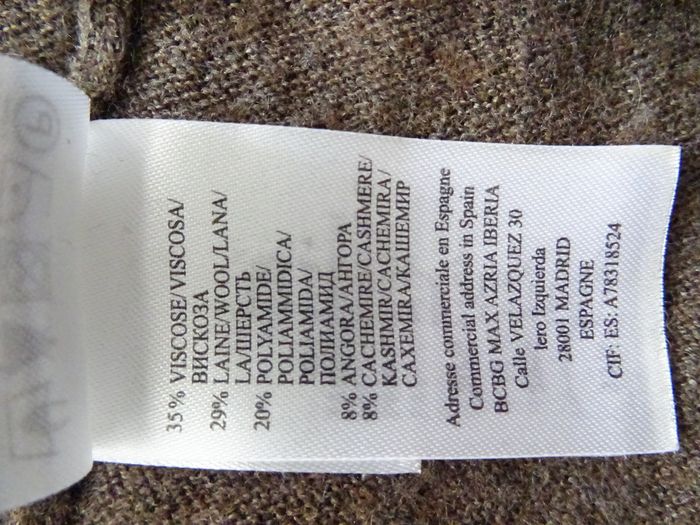 35% VISCOSE/VISCOSA/
ВИСКОЗА
29% LAINE/WOOL/LANA/
LA/ШЕРСТЬ
20% POLYAMIDE/
POLIAMMIDICA/
POLIAMIDA/
ПОЛИАМИД
8% ANGORA/АНГОРА
8% CACHEMIRE/CASHMERE/
KASHMIR/CACHEMIRA/
CAXEMIRA/КАШЕМИР
Adresse commerciale en Espagne
Commercial address in Spain
BCBG MAX AZRIA IBERIA
Calle VELAZQUEZ 30
1ero Izquierda
28001 MADRID
ESPAGNE
CIF: ES: A78318524